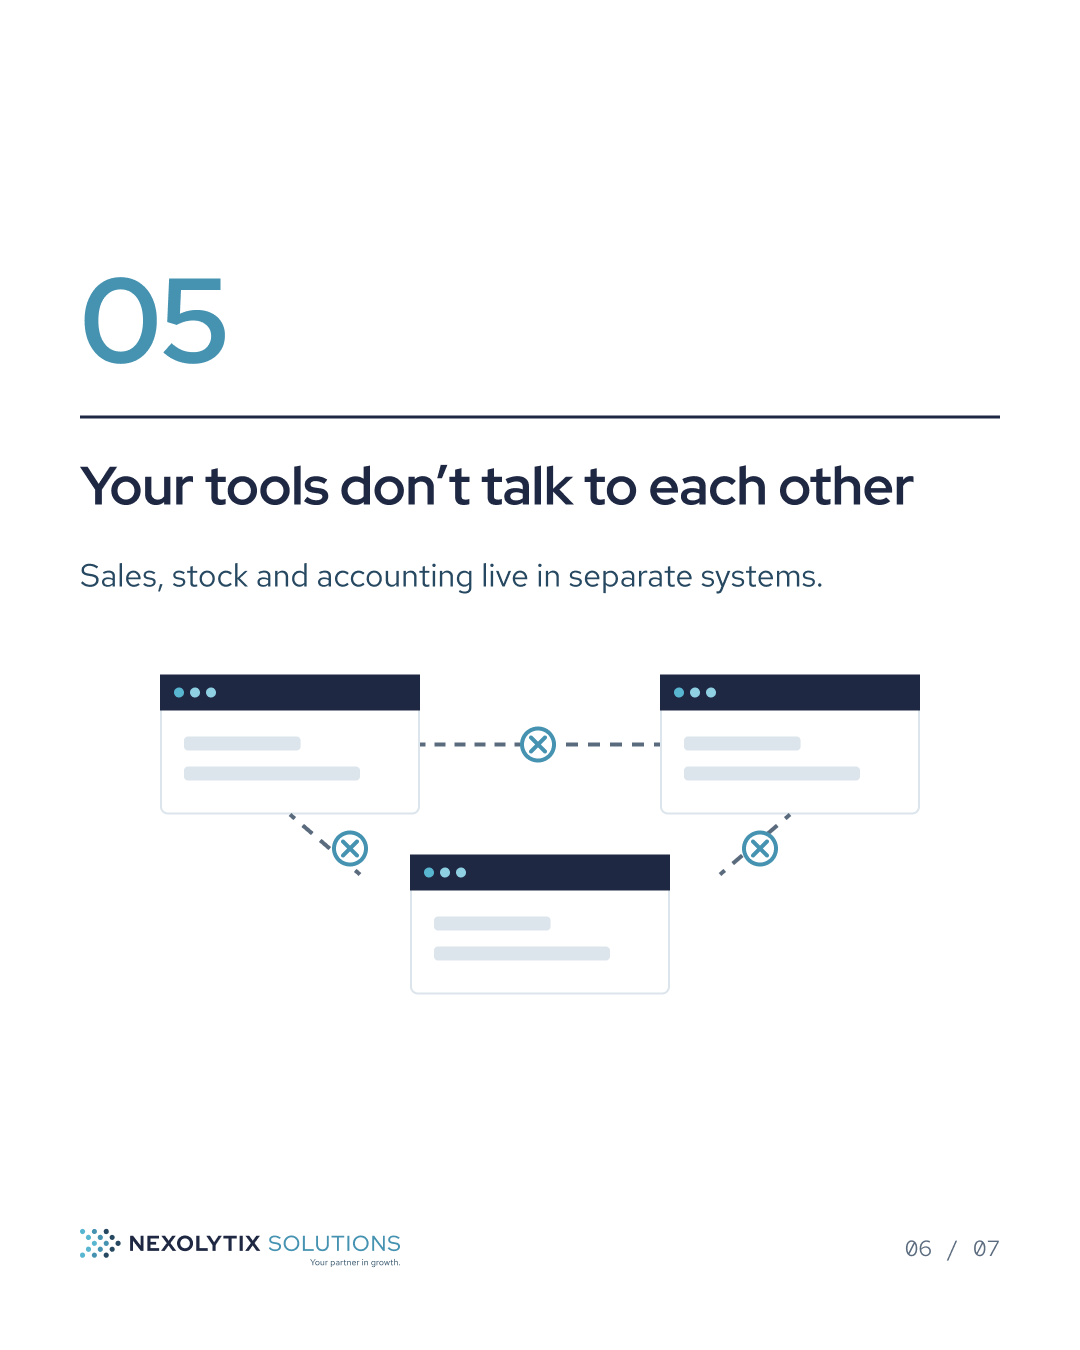 05
Your tools don’t talk to each other
Sales, stock and accounting live in separate systems.
NEXOLYTIX SOLUTIONS
Your partner in growth.
06 / 07